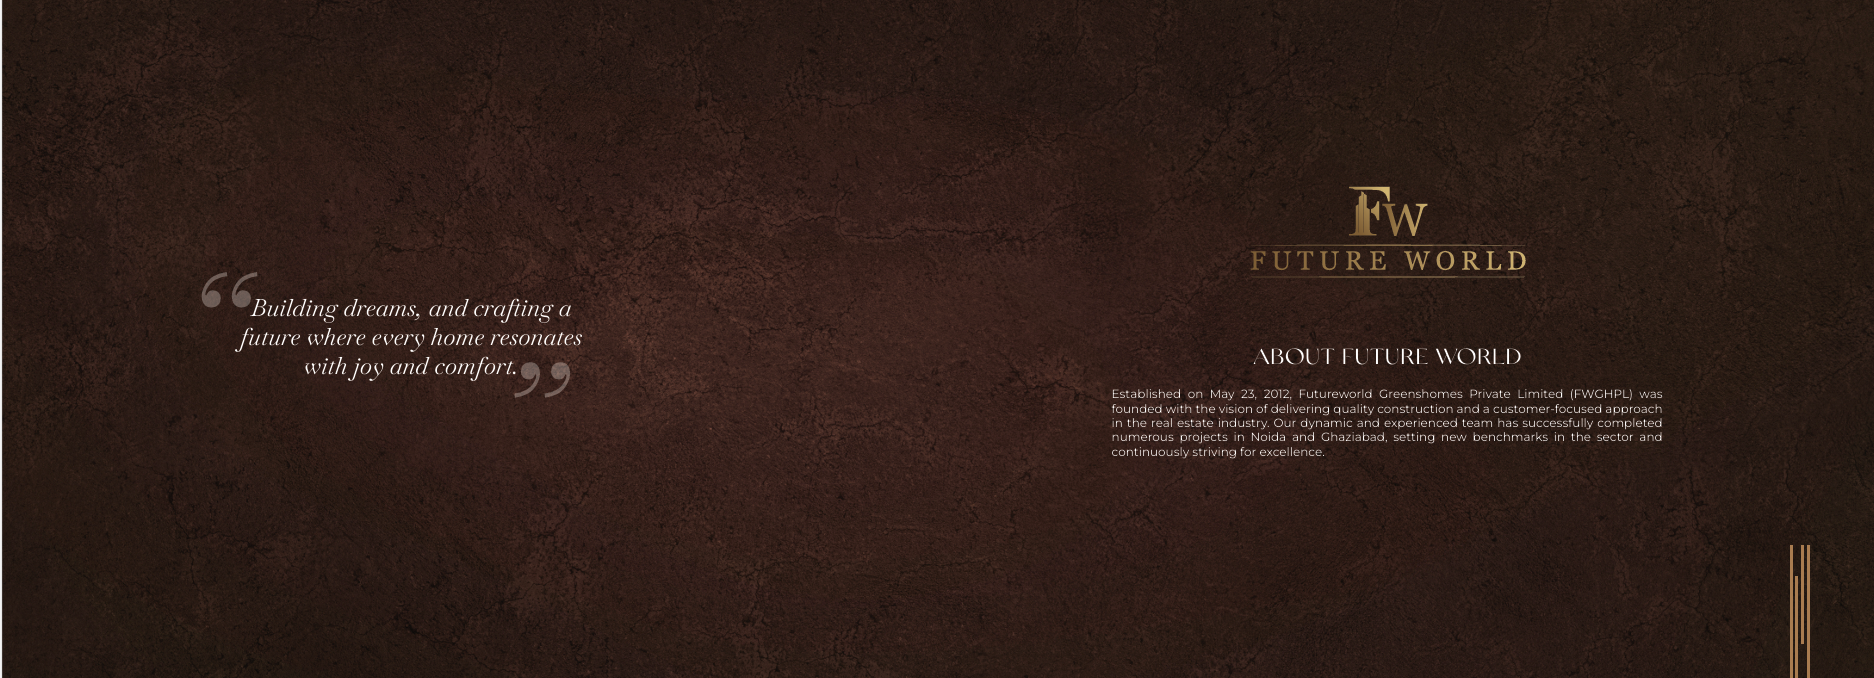 Building dreams, and crafting a
future where every home resonates
with joy and comfort.
FW
FUTURE WORLD
ABOUT FUTURE WORLD
Established on May 23, 2012, Futureworld Greenshomes Private Limited (FWGHPL) was
founded with the vision of delivering quality construction and a customer-focused approach
in the real estate industry. Our dynamic and experienced team has successfully completed
numerous projects in Noida and Ghaziabad, setting new benchmarks in the sector and
continuously striving for excellence.